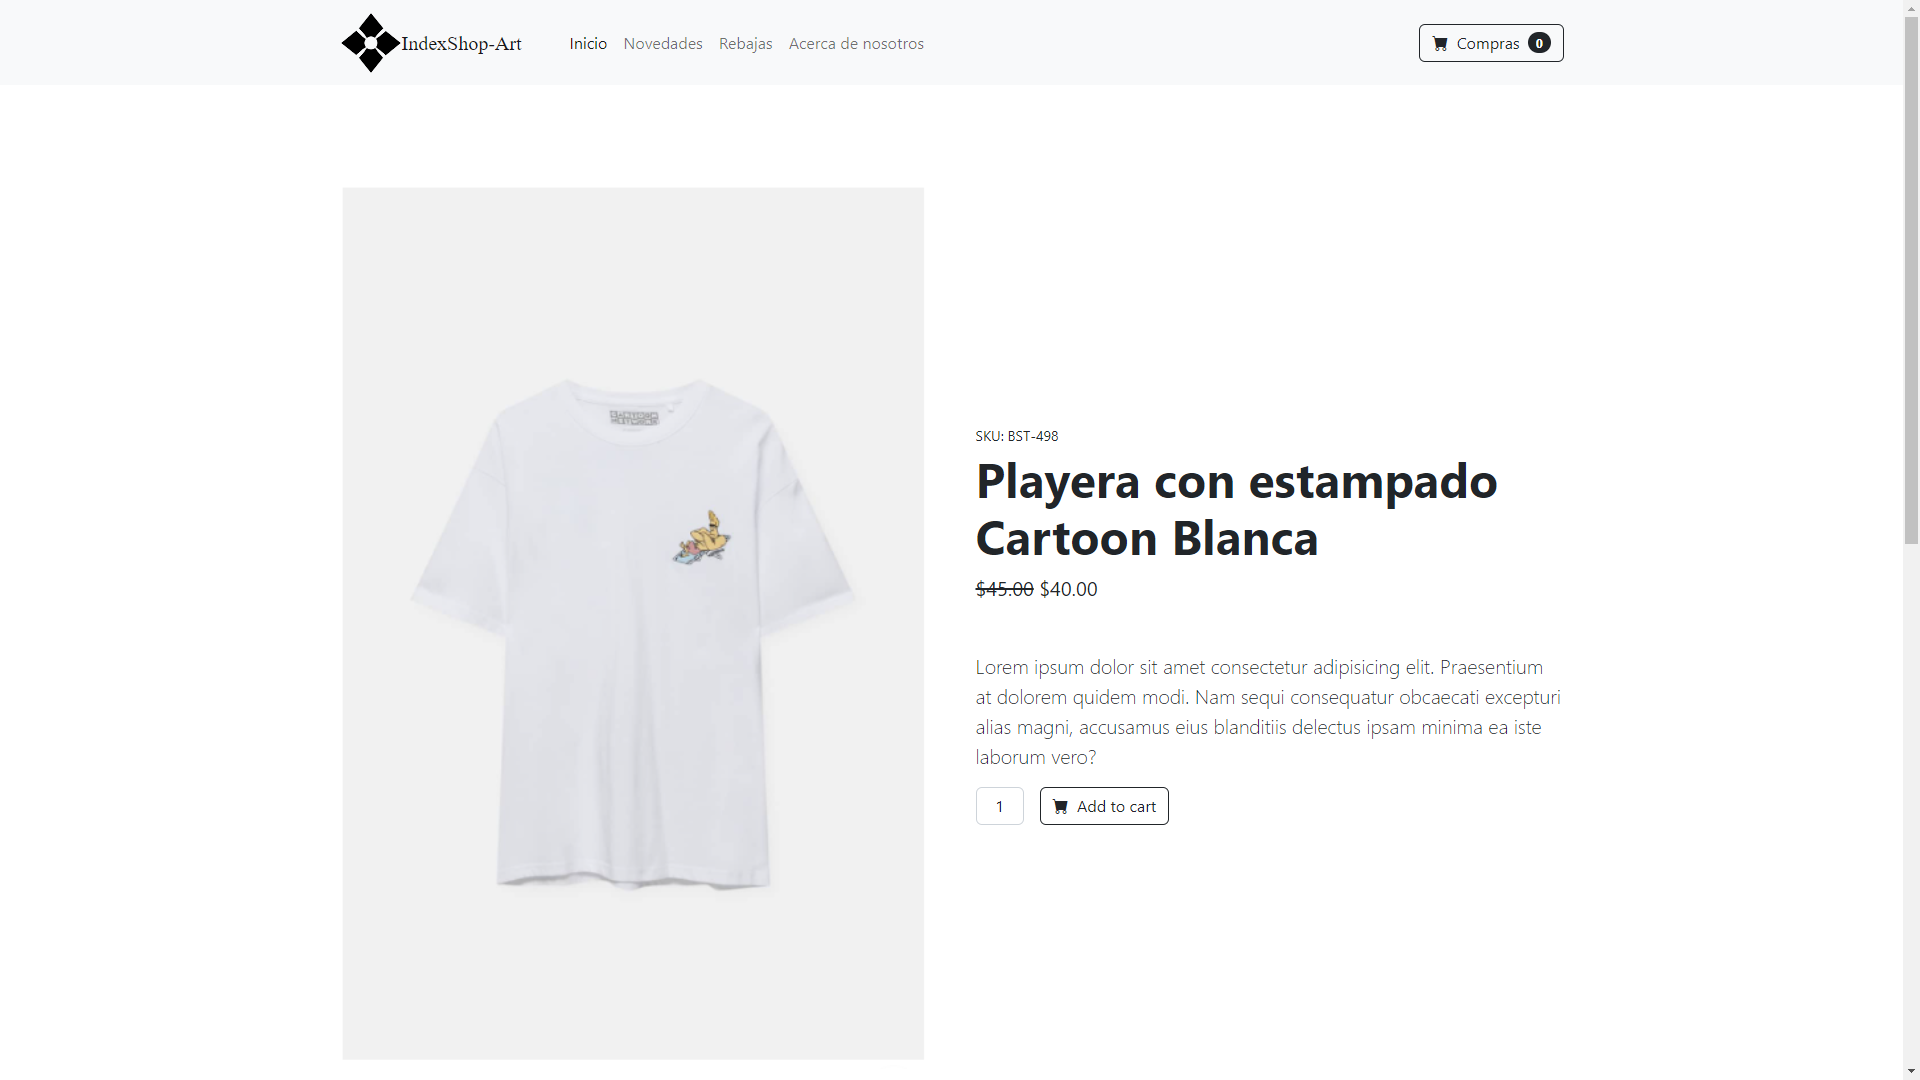 IndexShop-Art
Inicio Novedades Rebajas Acerca de nosotros
Compras 0
SKU: BST-498
Playera con estampado
Cartoon Blanca
$45.00 $40.00
Lorem ipsum dolor sit amet consectetur adipisicing elit. Praesentium
at dolorem quidem modi. Nam sequi consequatur obcaecati excepturi
alias magni, accusamus eius blanditiis delectus ipsam minima ea iste
laborum vero?
1
Add to cart